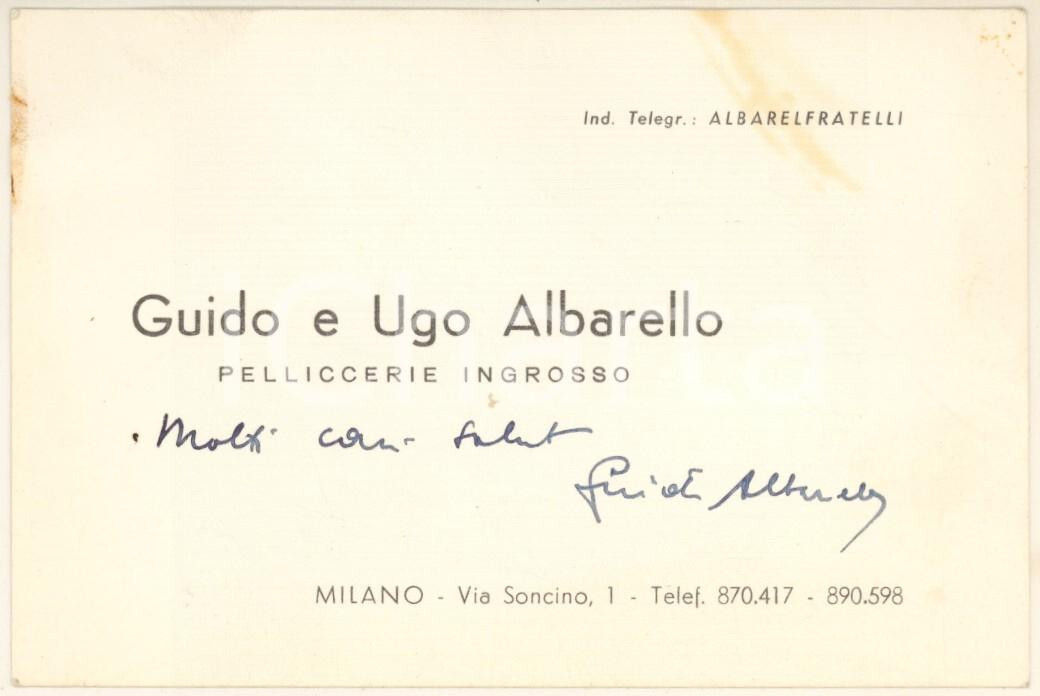 Ind. Telegr.: ALBARELFRATELLI
Guido e Ugo Albarello
PELLICCERIE INGROSSO
Molti cari saluti
Guido Albarello
MILANO - Via Soncino, 1 - Telef. 870.417 - 890.598